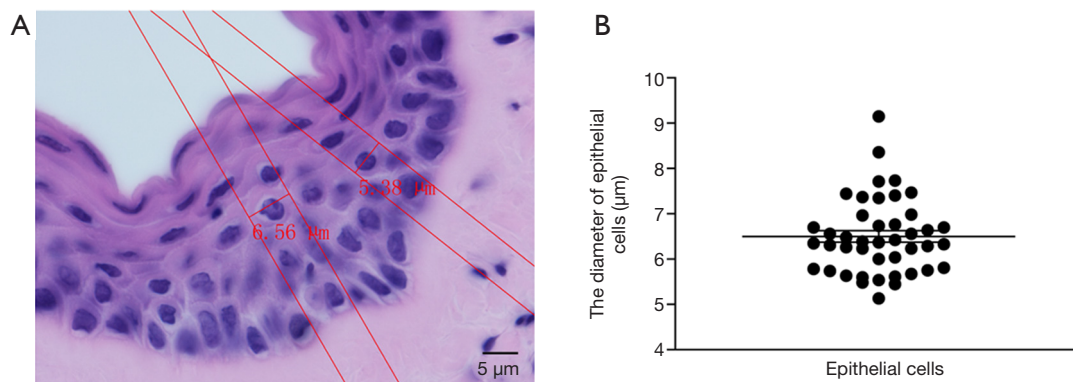 A
5.38 μm
6.56 μm
5 μm
B
The diameter of epithelial
cells (μm)
10
9
8
7
6
5
4
Epithelial cells